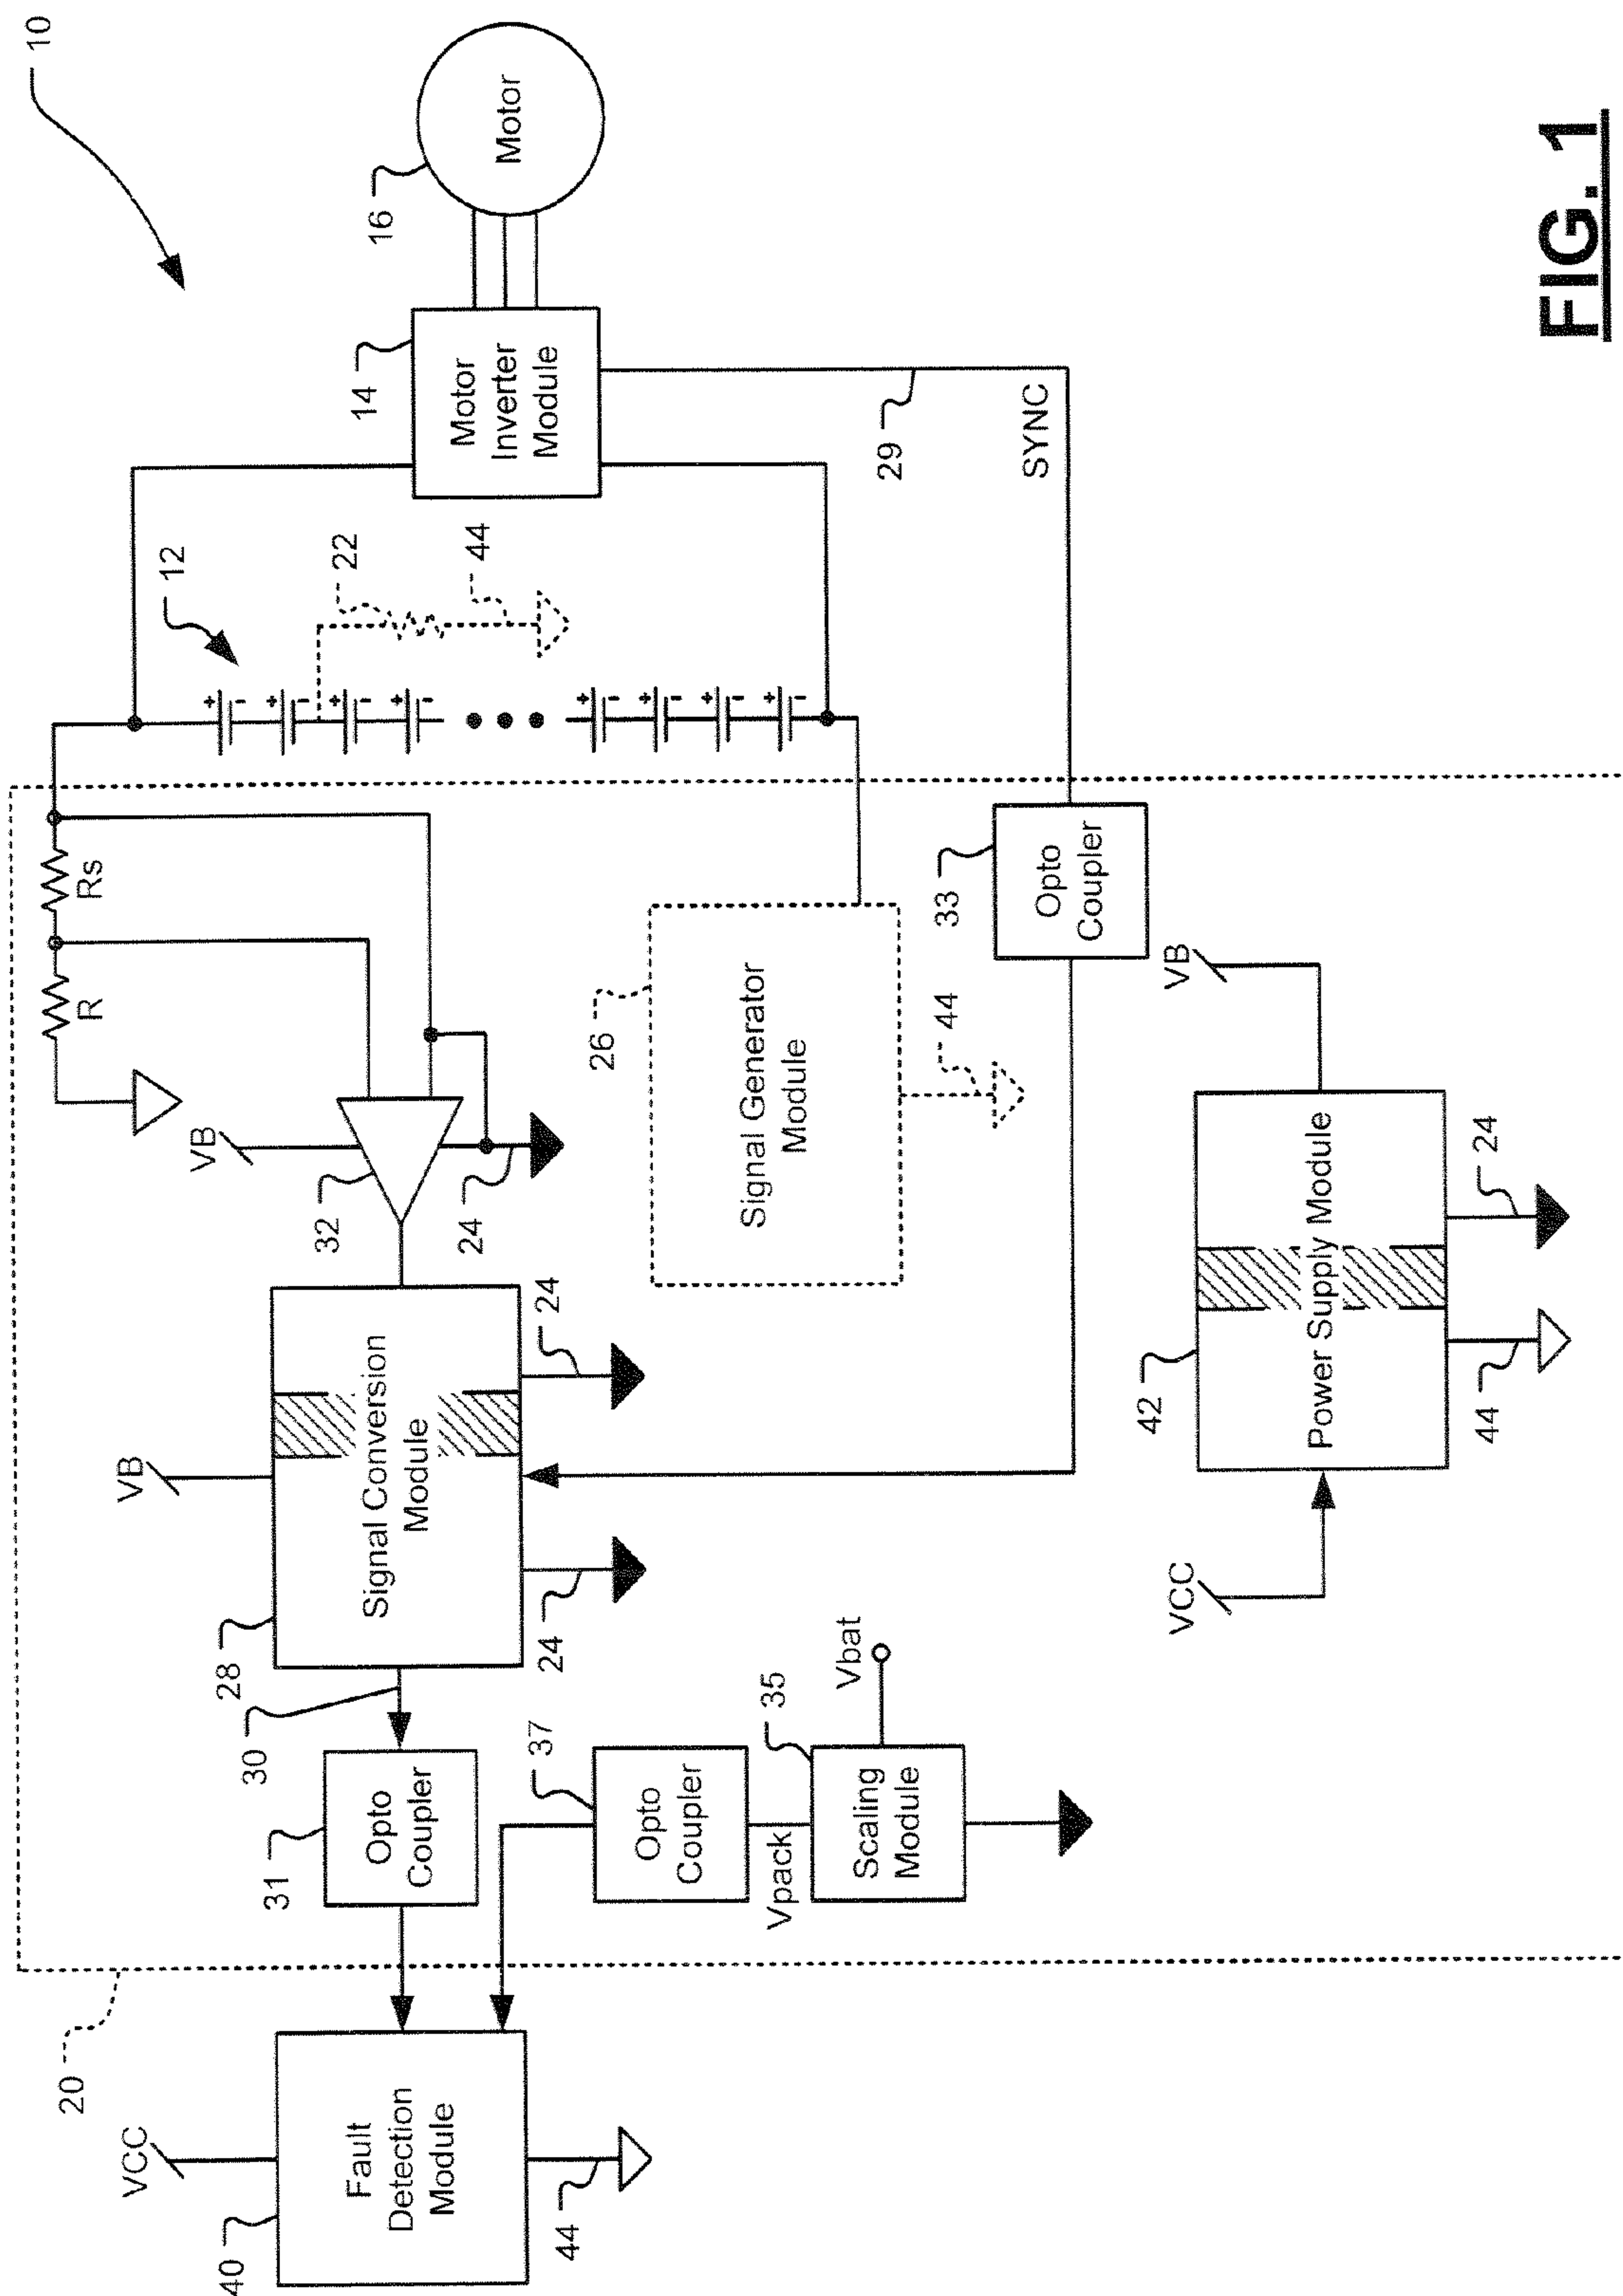 10
20
VCC
40
Fault
Detection
Module
44
31
Opto
Coupler
30
28
VB
Signal Conversion
Module
24
24
VB
32
24
R
Rs
12
22
44
14
Motor
Inverter
Module
16
Motor
37
Opto
Coupler
Vpack
35
Scaling
Module
Vbat
26
Signal Generator
Module
44
33
Opto
Coupler
29
SYNC
VCC
42
Power Supply Module
44
24
VB
FIG. 1